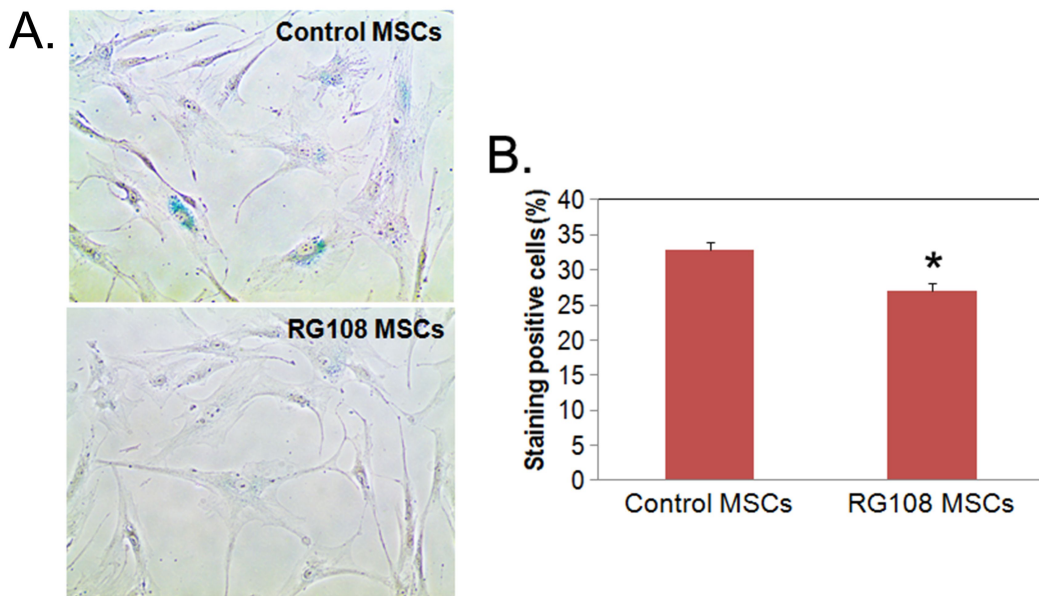 A.
Control MSCs
RG108 MSCs
B.
Staining positive cells (%)
40
35
30
25
20
15
10
5
0
*
Control MSCs
RG108 MSCs